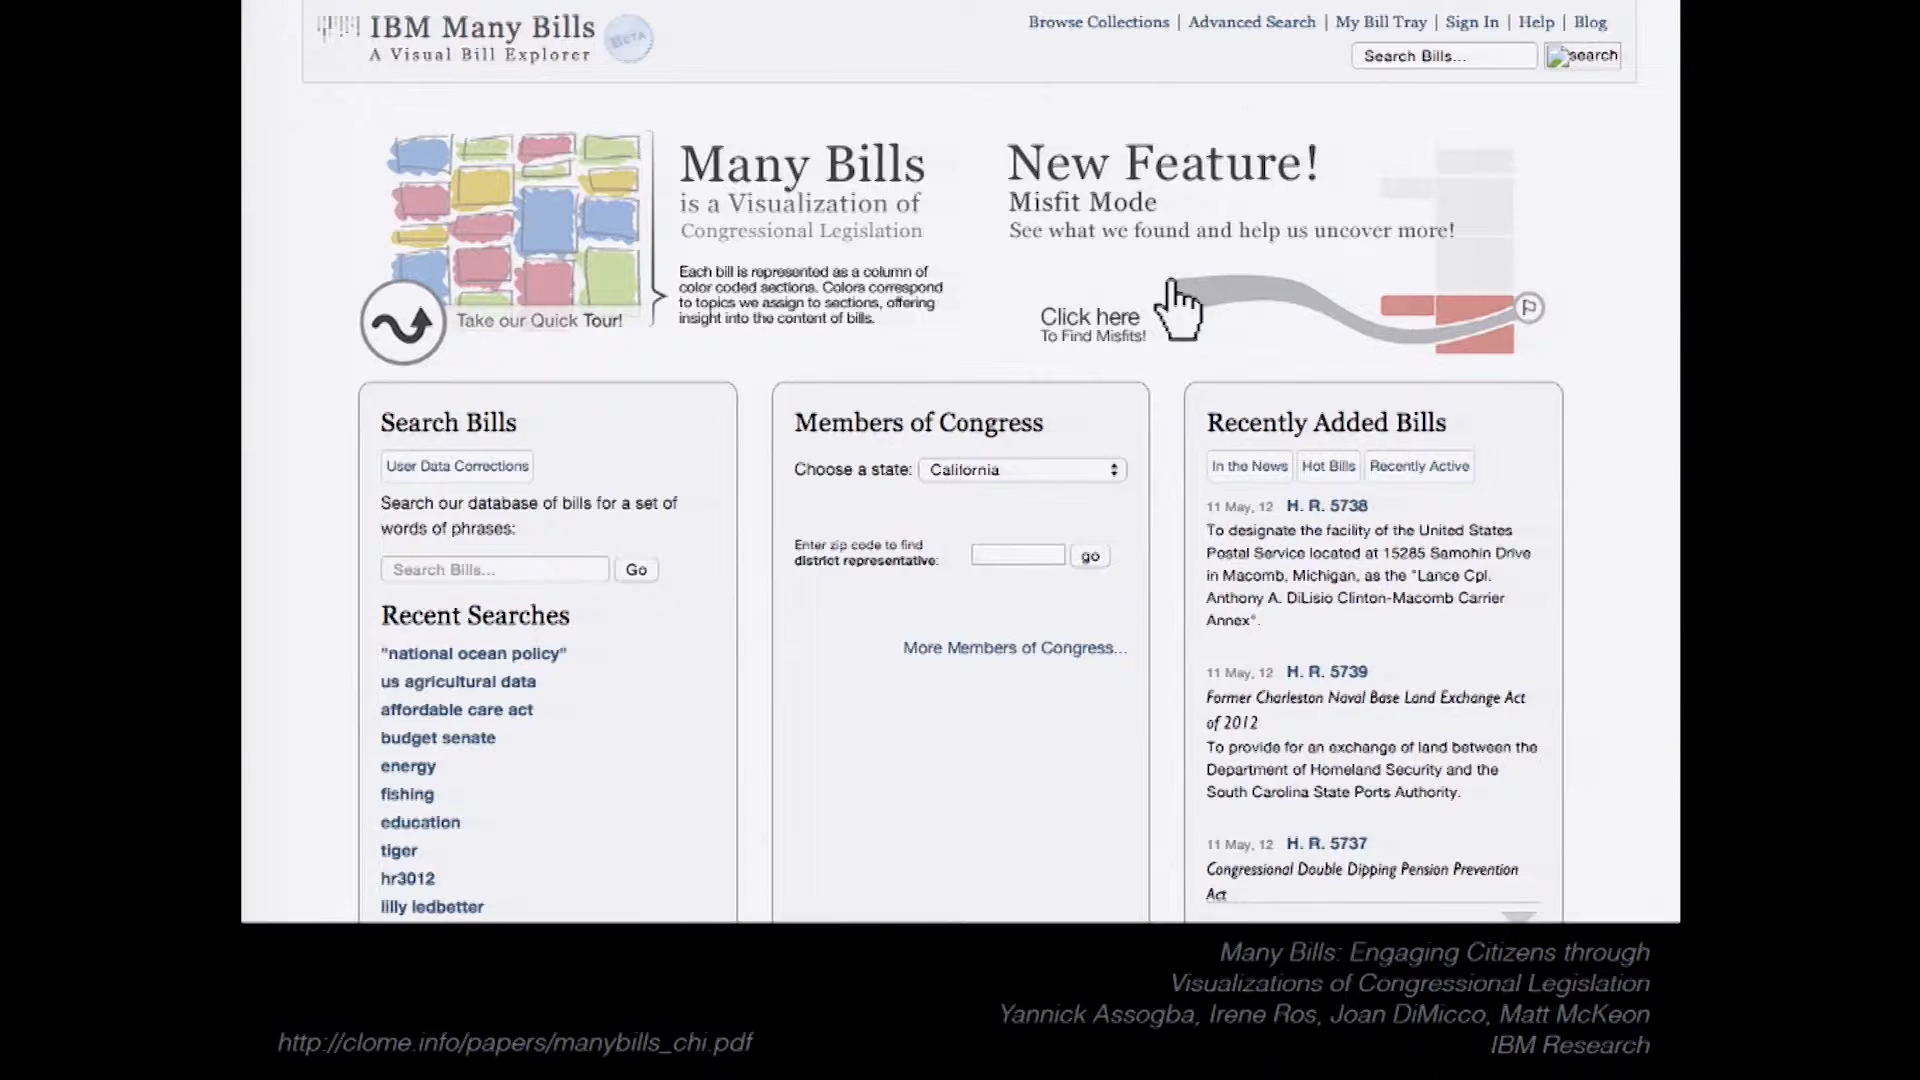 IBM Many Bills
A Visual Bill Explorer
BETA
Browse Collections | Advanced Search | My Bill Tray | Sign In | Help | Blog
Search Bills...
search
Many Bills
is a Visualization of
Congressional Legislation
Each bill is represented as a column of
color coded sections. Colors correspond
to topics we assign to sections, offering
insight into the content of bills.
Take our Quick Tour!
New Feature!
Misfit Mode
See what we found and help us uncover more!
Click here
To Find Misfits!
Search Bills
User Data Corrections
Search our database of bills for a set of
words of phrases:
Search Bills...
Go
Recent Searches
"national ocean policy"
us agricultural data
affordable care act
budget senate
energy
fishing
education
tiger
hr3012
lilly ledbetter
Members of Congress
Choose a state: California
Enter zip code to find
district representative:
go
More Members of Congress...
Recently Added Bills
In the News
Hot Bills
Recently Active
11 May, 12 H. R. 5738
To designate the facility of the United States
Postal Service located at 15285 Samohin Drive
in Macomb, Michigan, as the "Lance Cpl.
Anthony A. DiLisio Clinton-Macomb Carrier
Annex".
11 May, 12 H. R. 5739
Former Charleston Naval Base Land Exchange Act
of 2012
To provide for an exchange of land between the
Department of Homeland Security and the
South Carolina State Ports Authority.
11 May, 12 H. R. 5737
Congressional Double Dipping Pension Prevention
Act
Many Bills: Engaging Citizens through
Visualizations of Congressional Legislation
Yannick Assogba, Irene Ros, Joan DiMicco, Matt McKeon
IBM Research
http://clome.info/papers/manybills_chi.pdf